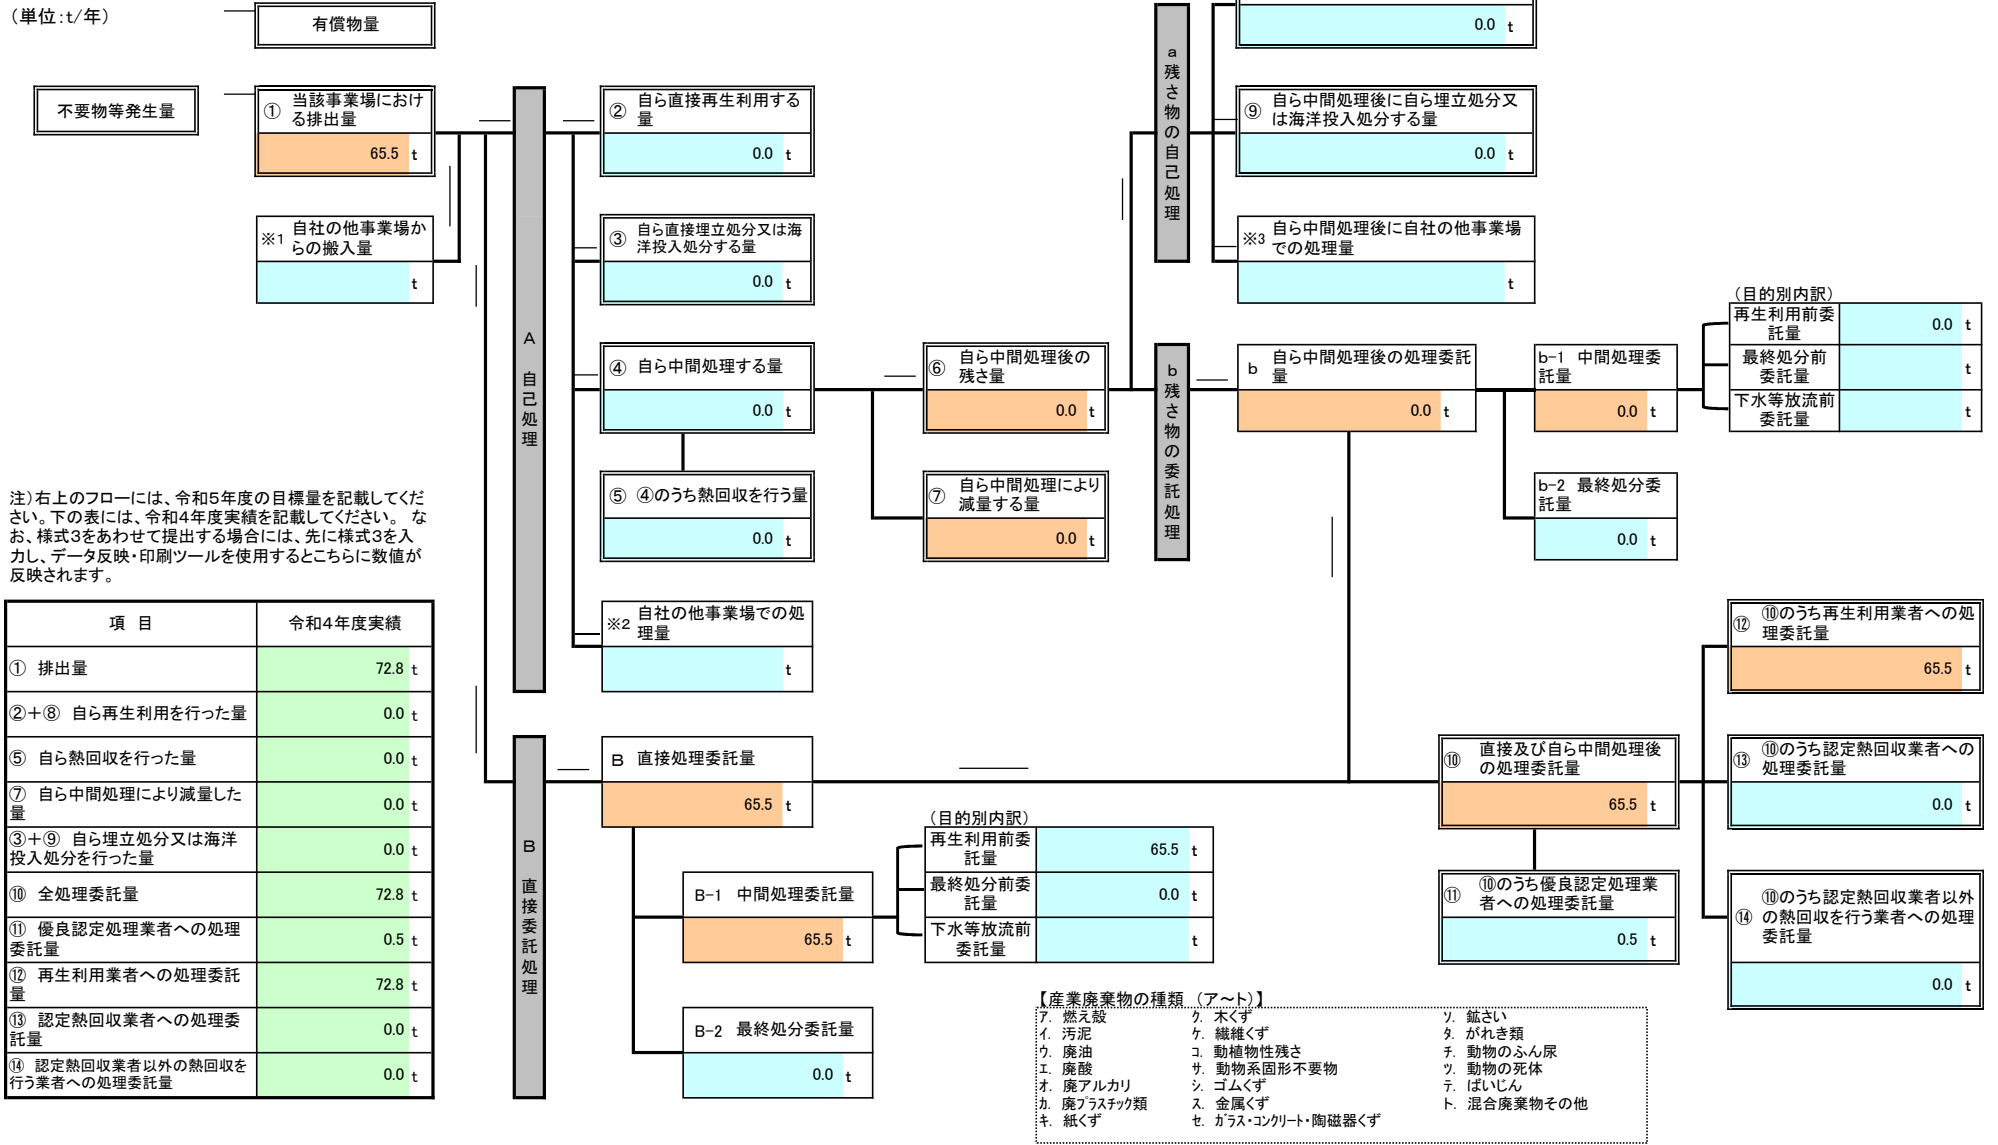 （単位：t/年）
有償物量
0.0 t
不要物等発生量
① 当該事業場におけ
る排出量
65.5 t
※1 自社の他事業場か
らの搬入量
t
A 自己処理
② 自ら直接再生利用する
量
0.0 t
③ 自ら直接埋立処分又は海
洋投入処分する量
0.0 t
④ 自ら中間処理する量
0.0 t
⑤ ④のうち熱回収を行う量
0.0 t
※2 自社の他事業場での処
理量
t
⑥ 自ら中間処理後の
残さ量
0.0 t
⑦ 自ら中間処理により
減量する量
0.0 t
a 残さ物の自己処理
⑨ 自ら中間処理後に自ら埋立処分又
は海洋投入処分する量
0.0 t
※3 自ら中間処理後に自社の他事業場
での処理量
t
b 残さ物の委託処理
b 自ら中間処理後の処理委託
量
0.0 t
b-1 中間処理委
託量
0.0 t
b-2 最終処分委
託量
0.0 t
（目的別内訳）
再生利用前委
託量
0.0 t
最終処分前
委託量
t
下水等放流前
委託量
t
注）右上のフローには、令和５年度の目標量を記載してくだ
さい。下の表には、令和４年度実績を記載してください。 な
お、様式３をあわせて提出する場合には、先に様式３を入
力し、データ反映・印刷ツールを使用するとこちらに数値が
反映されます。
項 目 令和４年度実績
① 排出量 72.8 t
②＋⑧ 自ら再生利用を行った量 0.0 t
⑤ 自ら熱回収を行った量 0.0 t
⑦ 自ら中間処理により減量した
量 0.0 t
③＋⑨ 自ら埋立処分又は海洋
投入処分を行った量 0.0 t
⑩ 全処理委託量 72.8 t
⑪ 優良認定処理業者への処理
委託量 0.5 t
⑫ 再生利用業者への処理委託
量 72.8 t
⑬ 認定熱回収業者への処理委
託量 0.0 t
⑭ 認定熱回収業者以外の熱回収を
行う業者への処理委託量 0.0 t
B 直接委託処理
B 直接処理委託量
65.5 t
B-1 中間処理委託量
65.5 t
B-2 最終処分委託量
0.0 t
（目的別内訳）
再生利用前委
託量
65.5 t
最終処分前委
託量
0.0 t
下水等放流前
委託量
t
⑩ 直接及び自ら中間処理後
の処理委託量
65.5 t
⑪ ⑩のうち優良認定処理業
者への処理委託量
0.5 t
⑫ ⑩のうち再生利用業者への処
理委託量
65.5 t
⑬ ⑩のうち認定熱回収業者への
処理委託量
0.0 t
⑭ ⑩のうち認定熱回収業者以外
の熱回収を行う業者への処理
委託量
0.0 t
【産業廃棄物の種類 （ア～ト）】
ア. 燃え殻
イ. 汚泥
ウ. 廃油
エ. 廃酸
オ. 廃アルカリ
カ. 廃プラスチック類
キ. 紙くず
ク. 木くず
ケ. 繊維くず
コ. 動植物性残さ
サ. 動物系固形不要物
シ. ゴムくず
ス. 金属くず
セ. ガラス・コンクリート・陶磁器くず
ソ. 鉱さい
タ. がれき類
チ. 動物のふん尿
ツ. 動物の死体
テ. ばいじん
ト. 混合廃棄物その他